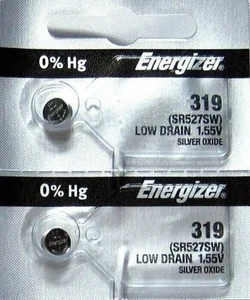 0% Hg Energizer
319
(SR527SW)
LOW DRAIN 1.55V
SILVER OXIDE
0% Hg Energizer
319
(SR527SW)
LOW DRAIN 1.55V
SILVER OXIDE